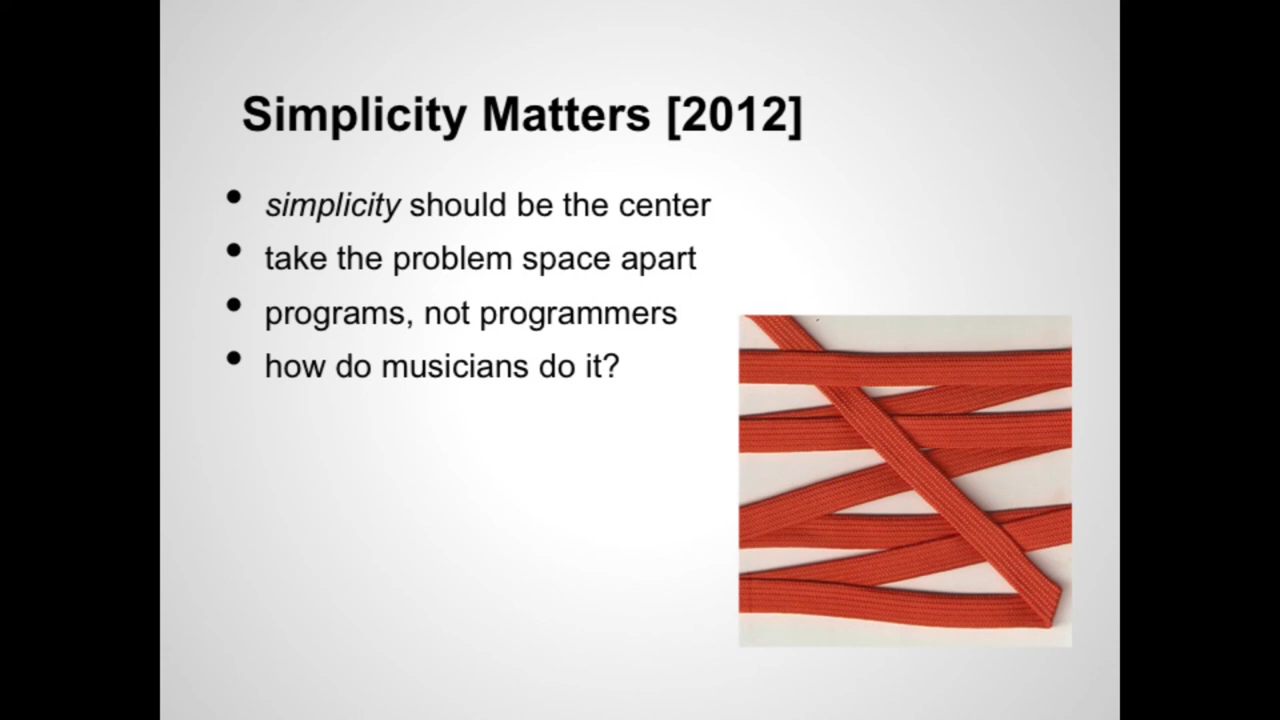 Simplicity Matters [2012]
• simplicity should be the center
• take the problem space apart
• programs, not programmers
• how do musicians do it?